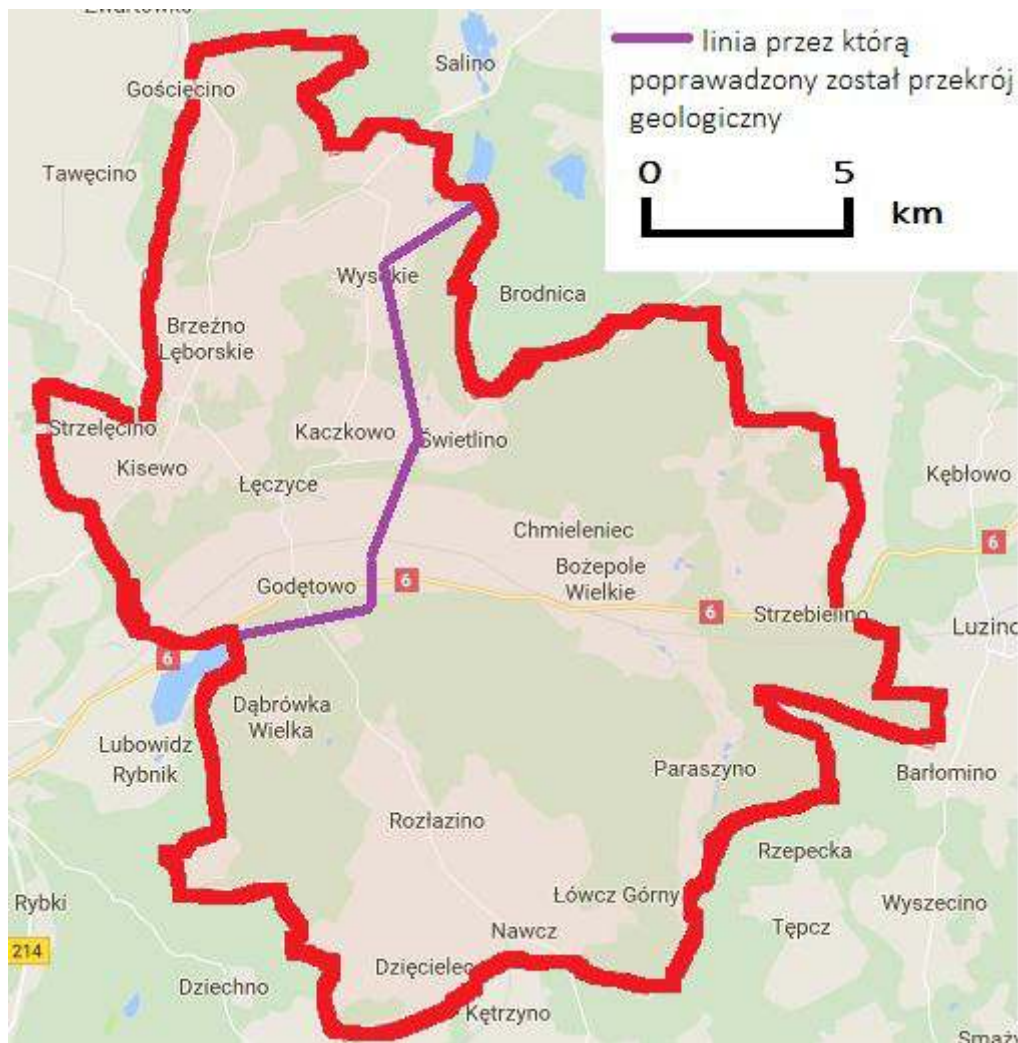 Zwartówko
Salino
linia przez którą
poprawadzony został przekrój
geologiczny
Gościęcino
Tawęcino
0 5
km
Wysokie
Brodnica
Brzeźno
Lęborskie
Strzelęcino
Kaczkowo
Świetlino
Kisewo
Kębłowo
Łęczyce
Chmieleniec
6
Bożepole
Wielkie
Godętowo
6
6
Strzebielino
Luzino
6
Dąbrówka
Wielka
Lubowidz
Rybnik
Paraszyno
Barłomino
Rozłazino
Rzepecka
Łówcz Górny
Rybki
Wyszecino
Tępcz
Nawcz
214
Dzięcielec
Dziechno
Kętrzyno
Smaży